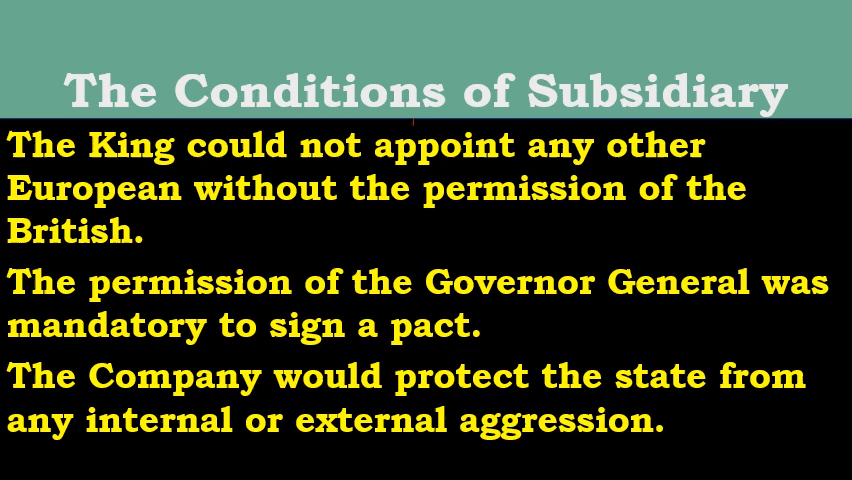 The Conditions of Subsidiary
The King could not appoint any other
European without the permission of the
British.
The permission of the Governor General was
mandatory to sign a pact.
The Company would protect the state from
any internal or external aggression.